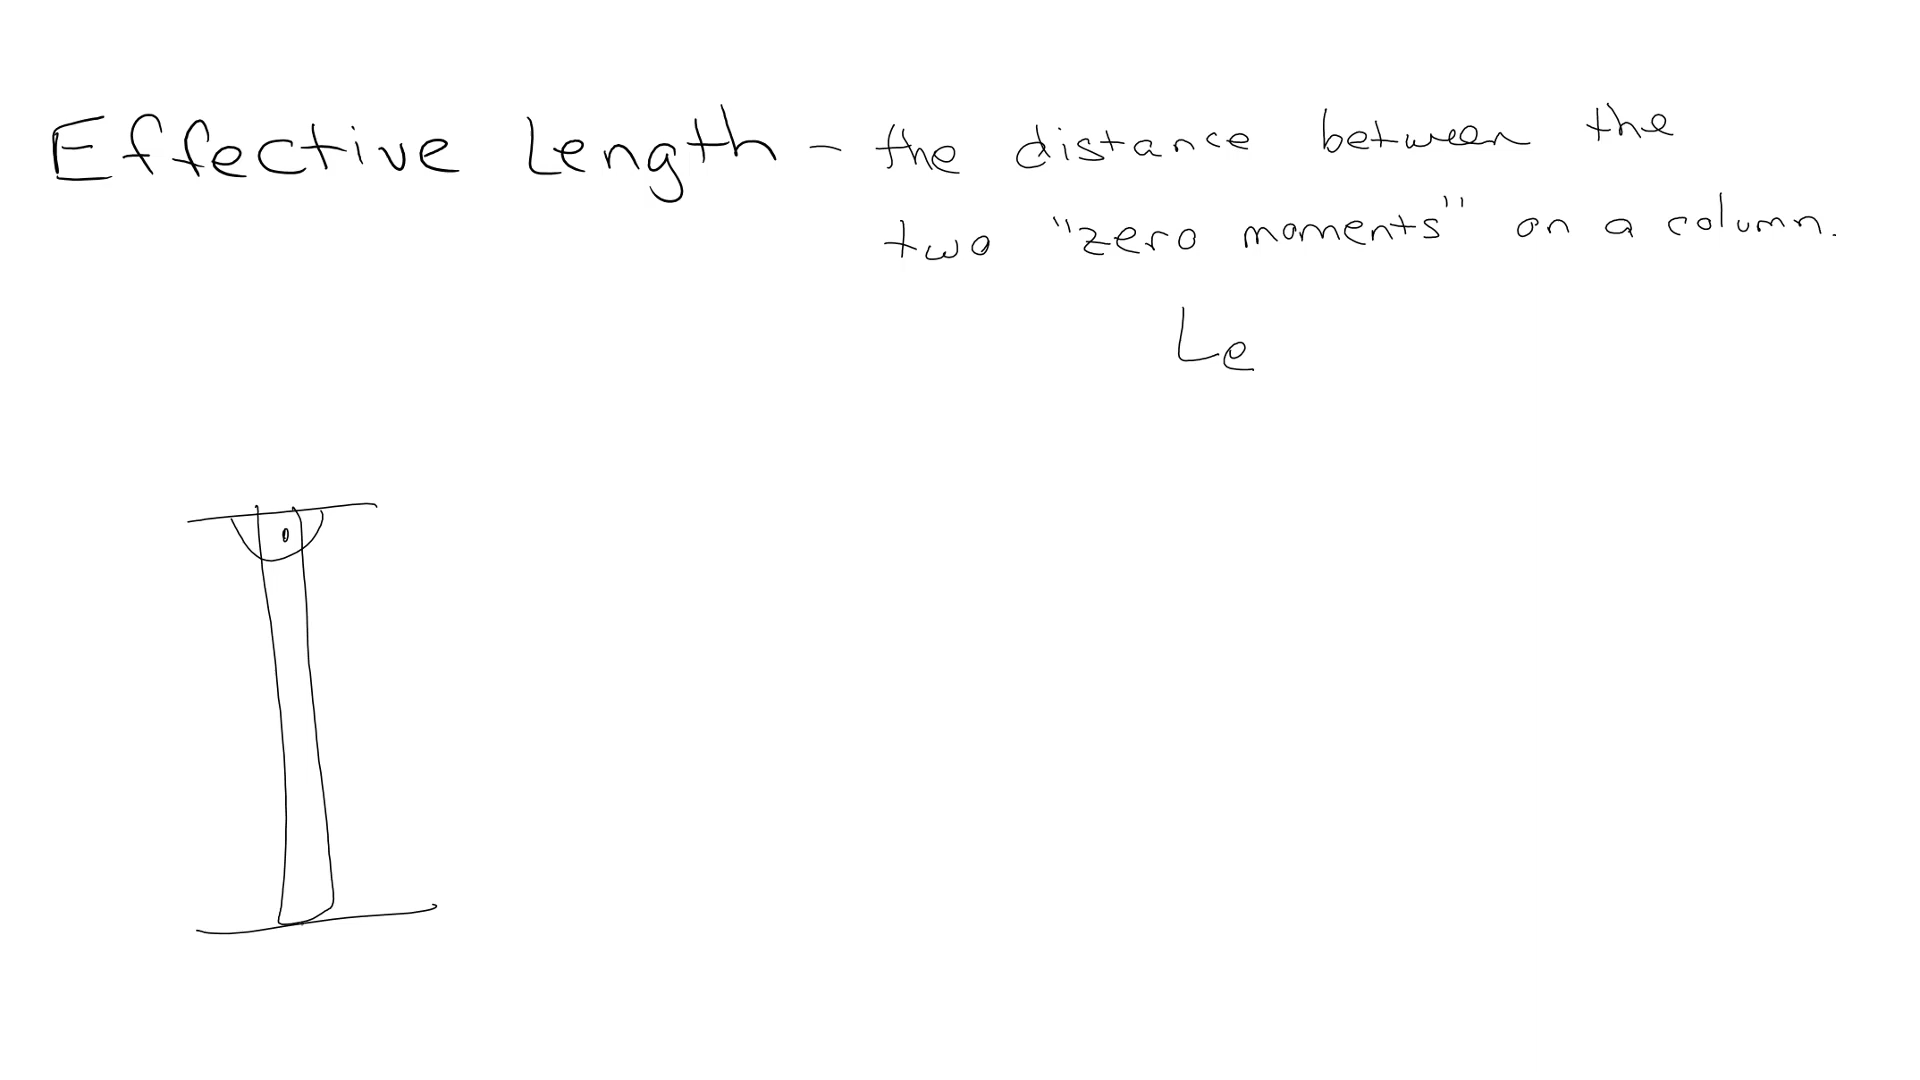 Effective Length - the distance between the
two "zero moments" on a column.
Le